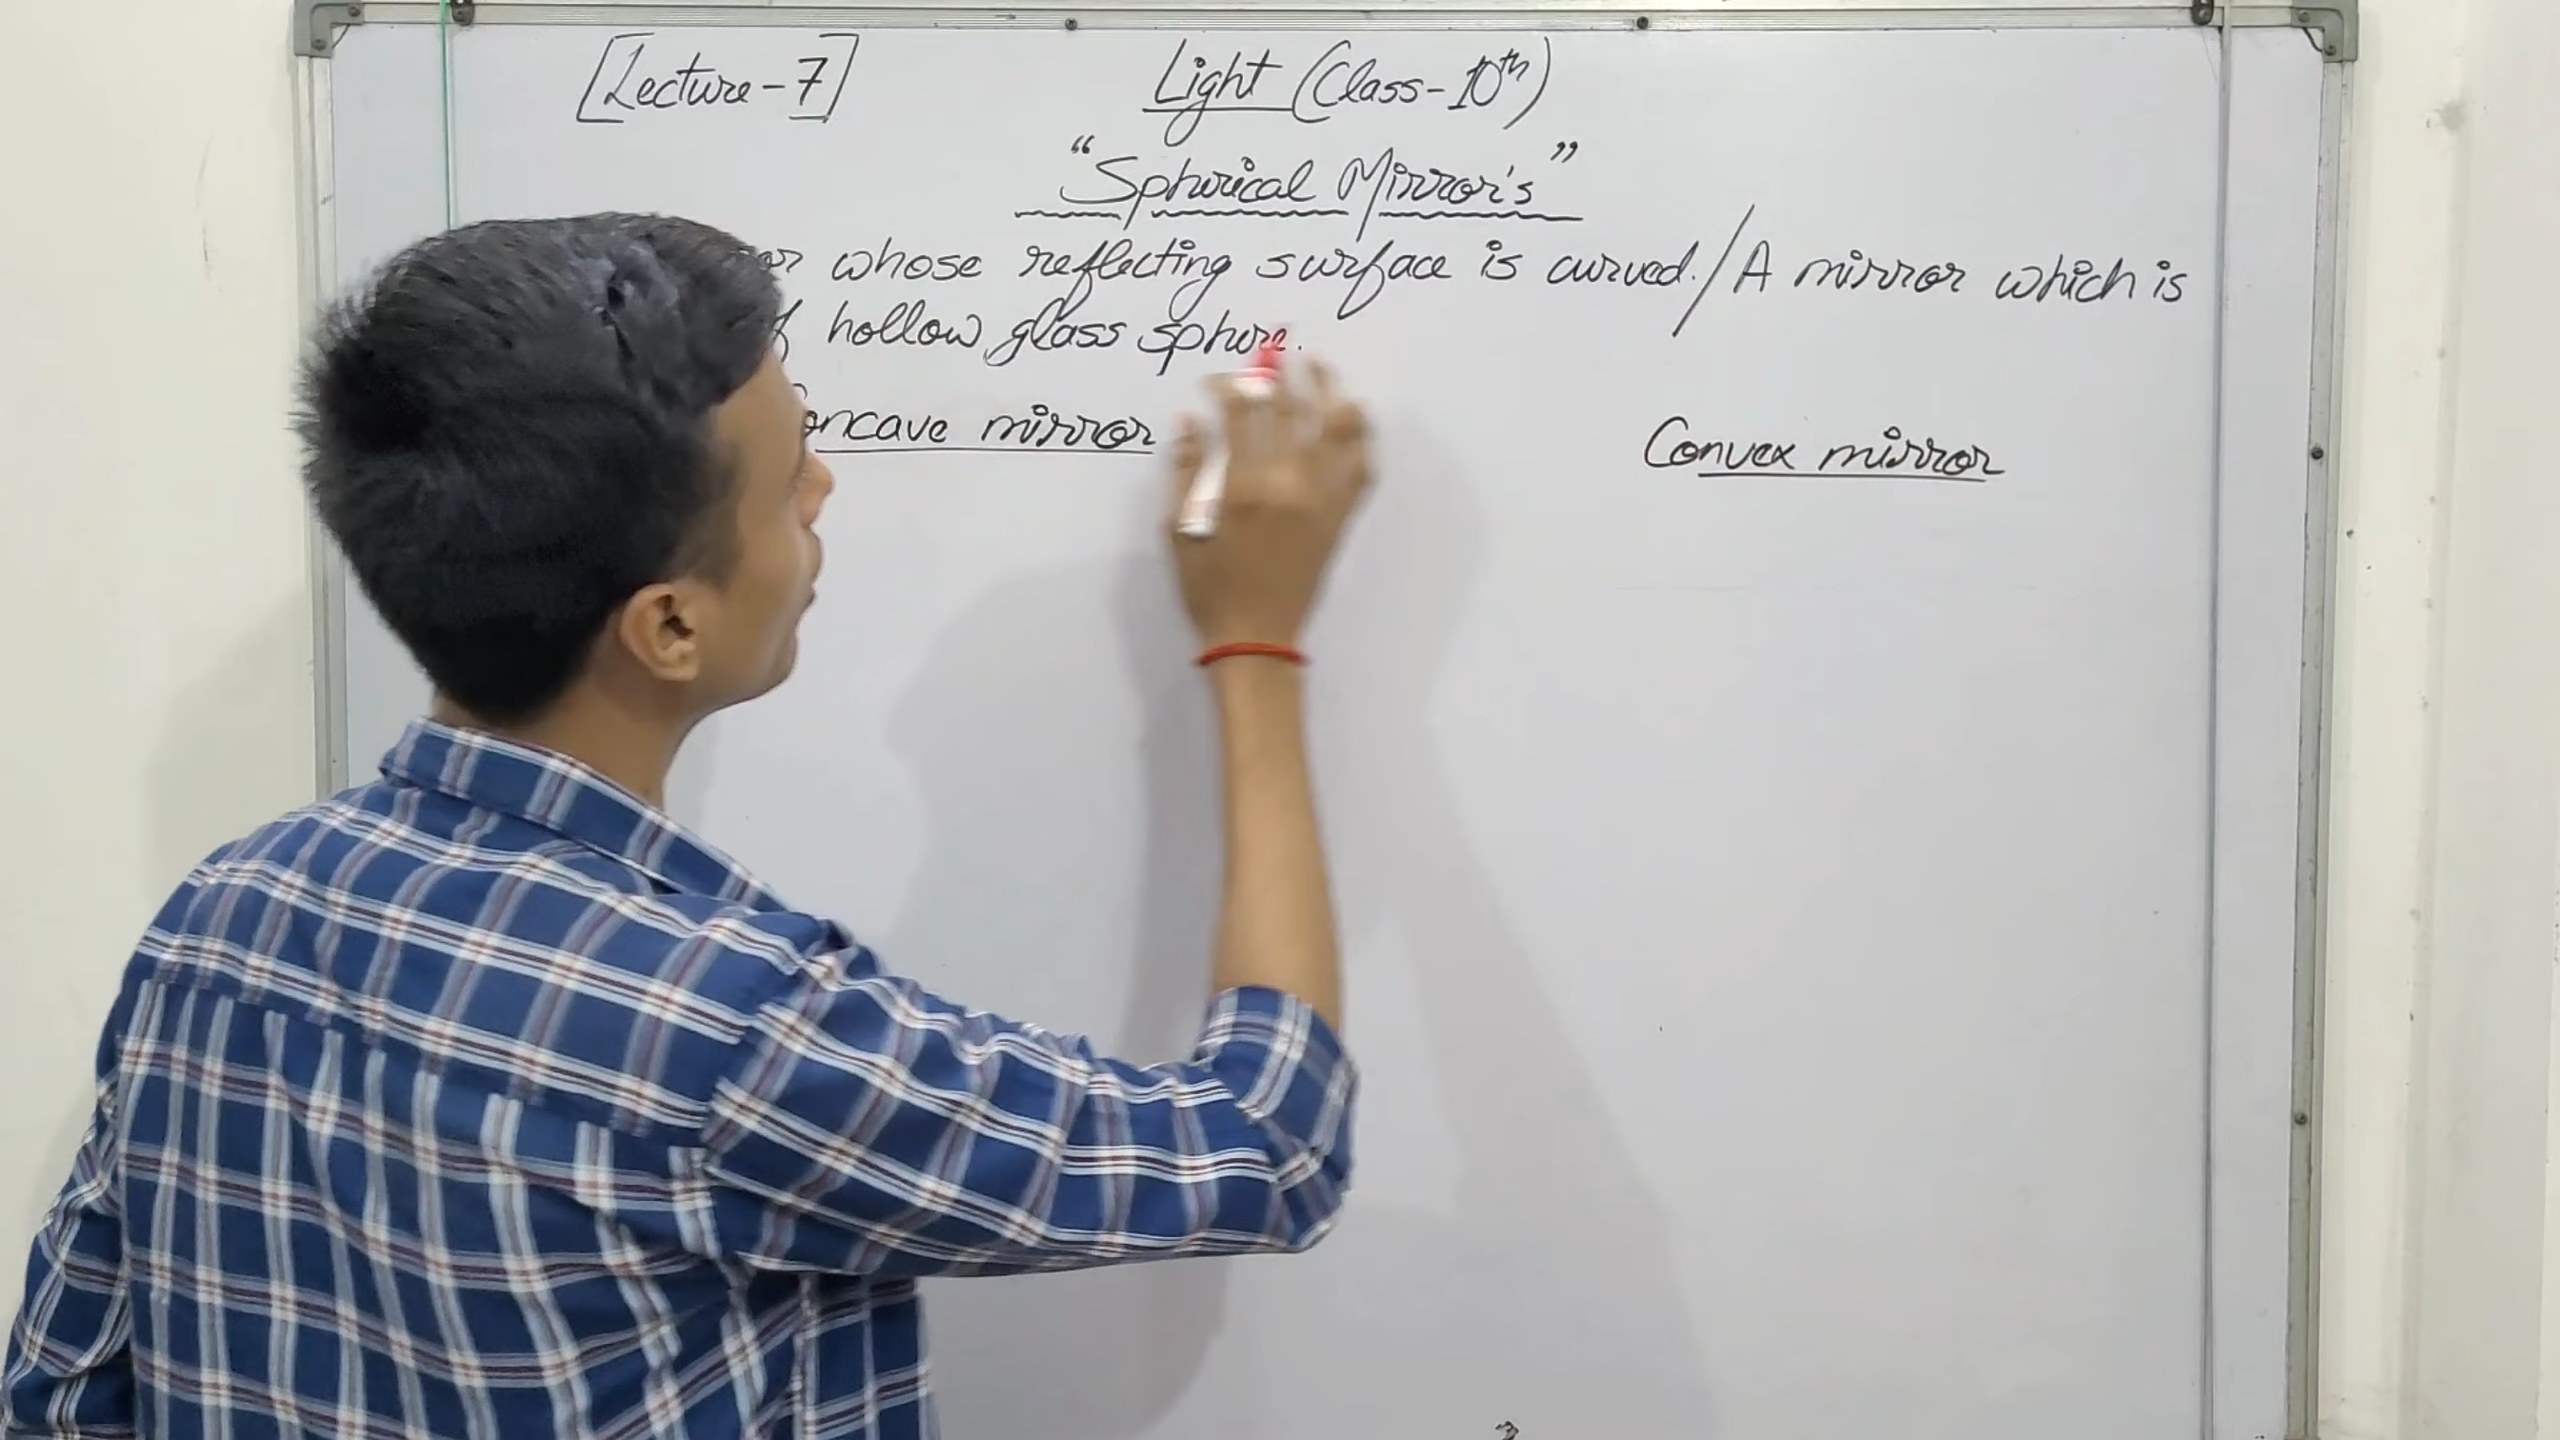 [Lecture-7]
Light (Class-10th)
"Spherical Mirror's"
whose reflecting surface is curved./A mirror which is
hollow glass sphere.
Concave mirror
Convex mirror